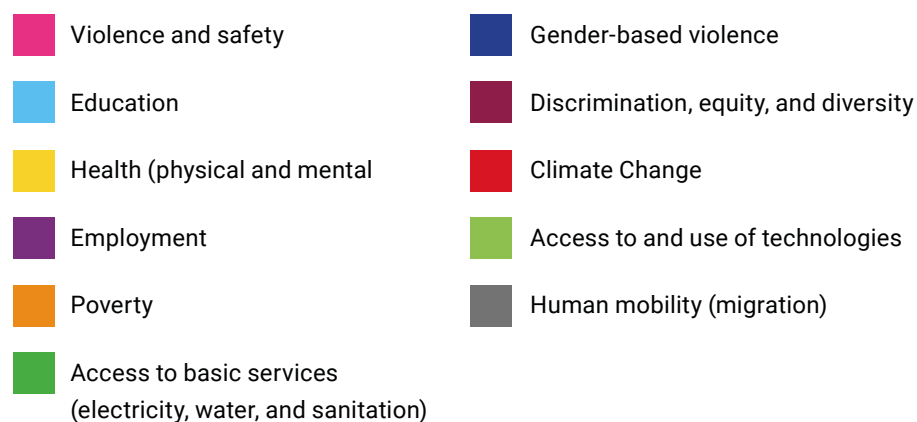 Violence and safety
Education
Health (physical and mental
Employment
Poverty
Access to basic services
(electricity, water, and sanitation)
Gender-based violence
Discrimination, equity, and diversity
Climate Change
Access to and use of technologies
Human mobility (migration)